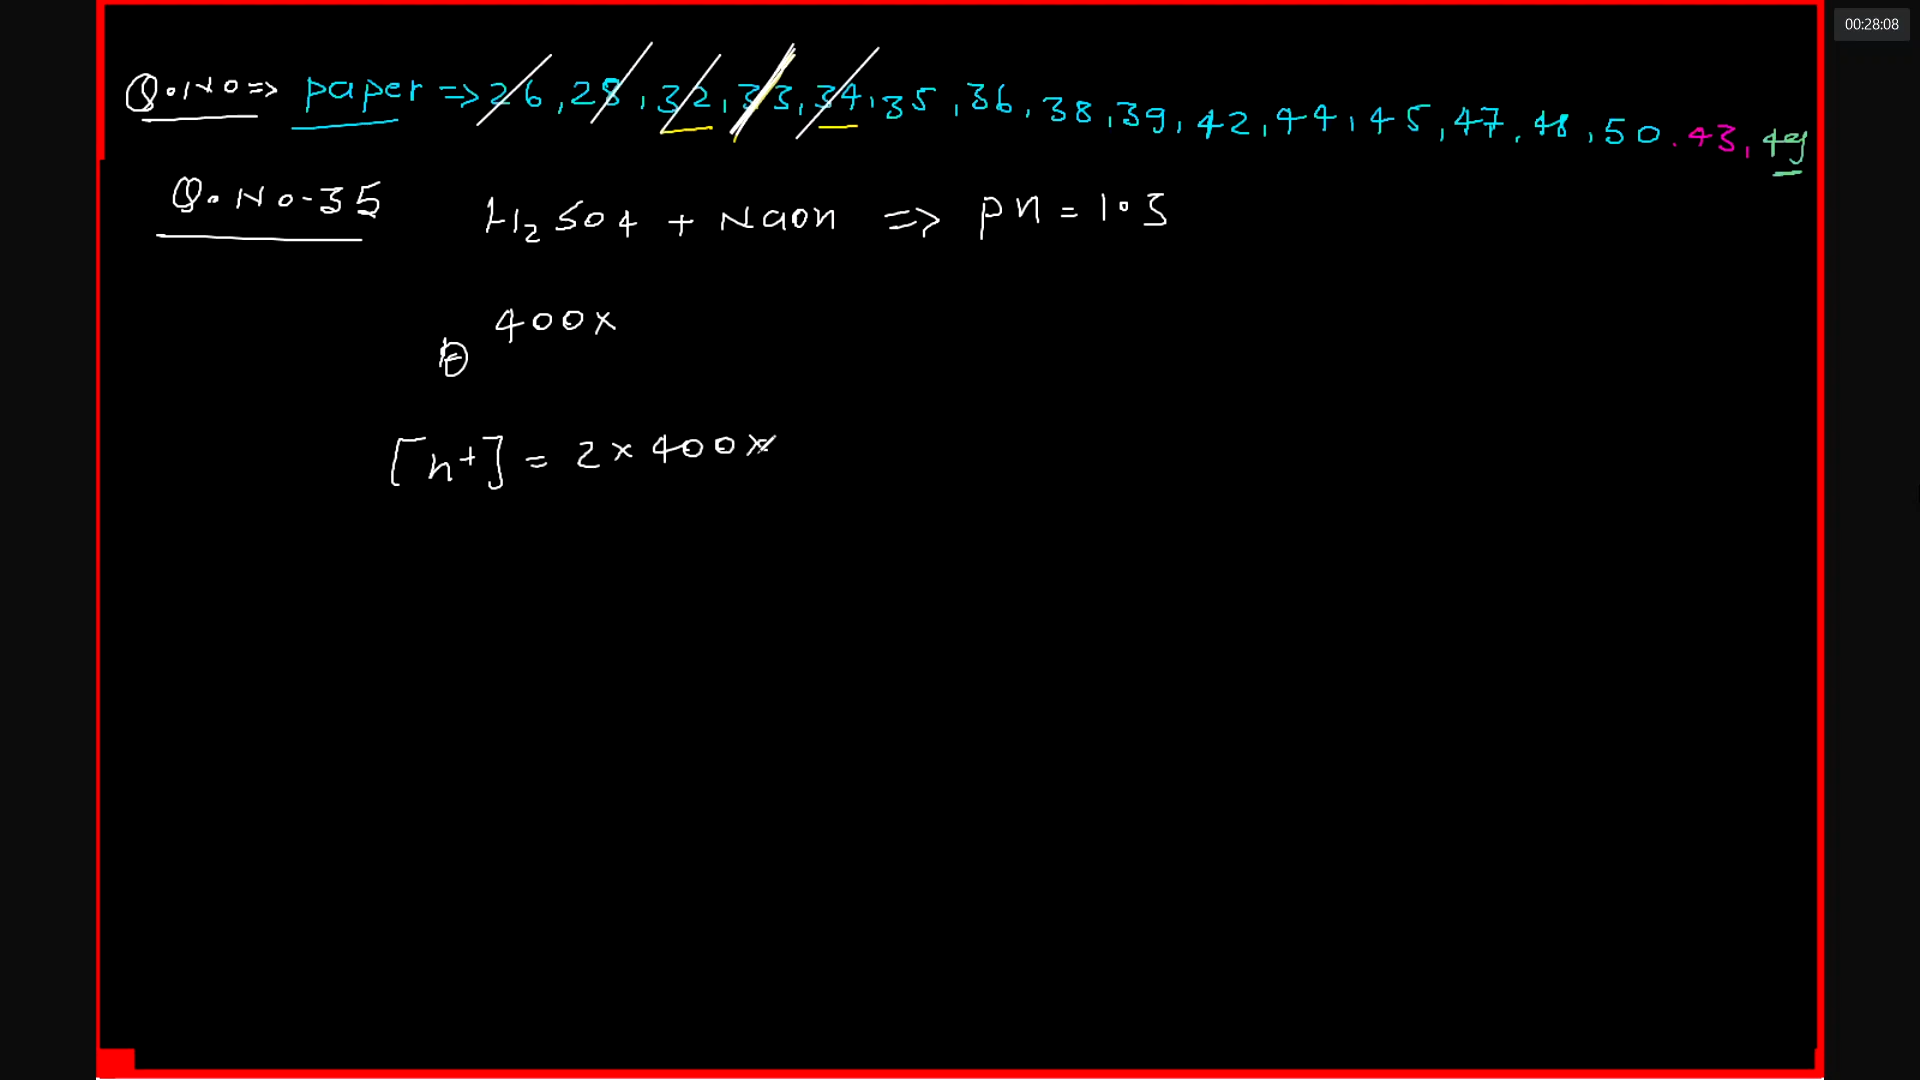 00:28:08
Q.No => paper => 26, 28, 32, 33, 34, 35, 36, 38, 39, 42, 44, 45, 47, 48, 50. 43, 49
Q.No-35 H2SO4 + NaOH => pH = 1.3
400x
[H+] = 2 x 400x